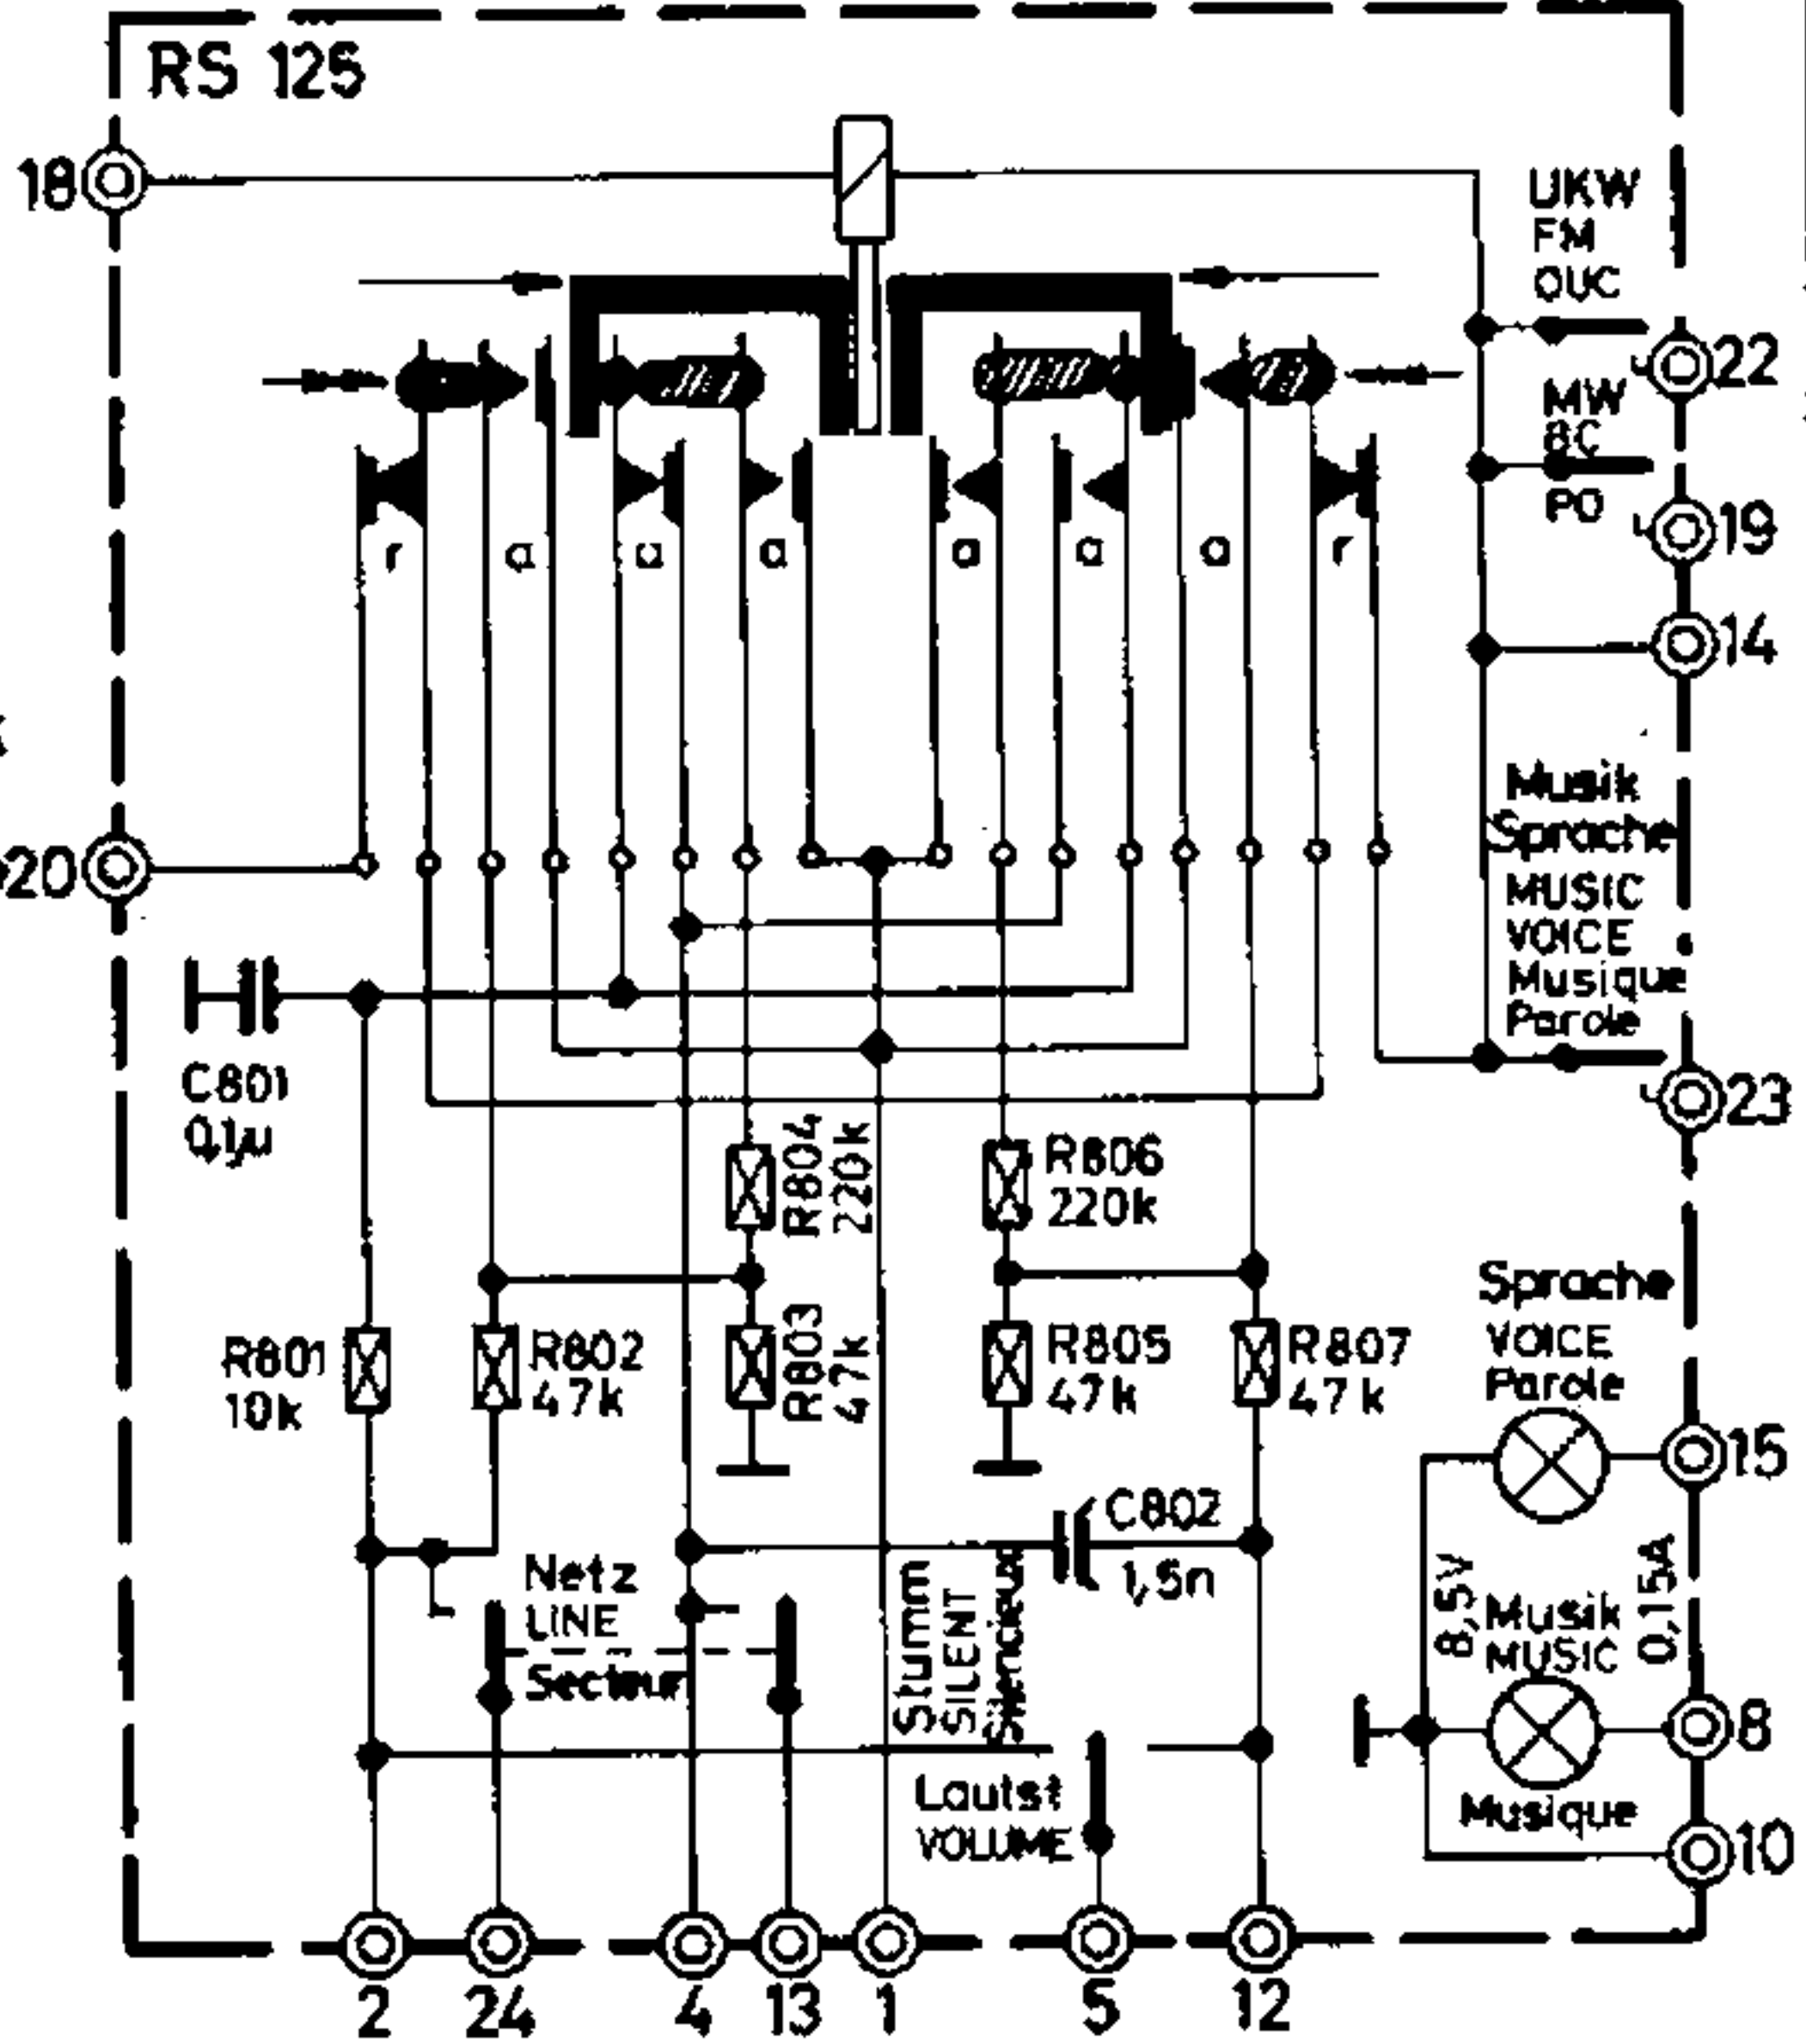 RS 125
18
UKW
FM
OUC
22
MW
BC
PO
19
r a a a a a a r
14
Musik
Sprache
20
MUSIC
VOICE
Musique
Parole
C801
0,1µ
23
R804
220k
R806
220k
Sprache
VOICE
Parole
R801
10k
R802
47k
R803
47k
R805
47k
R807
47k
15
C802
1,5n
Netz
LINE
Secteur
Stumm
SILENT
Silencieux
8,5V
0,15A
Musik
MUSIC
8
Musique
Lautst
VOLUME
10
2 24 4 13 1 5 12